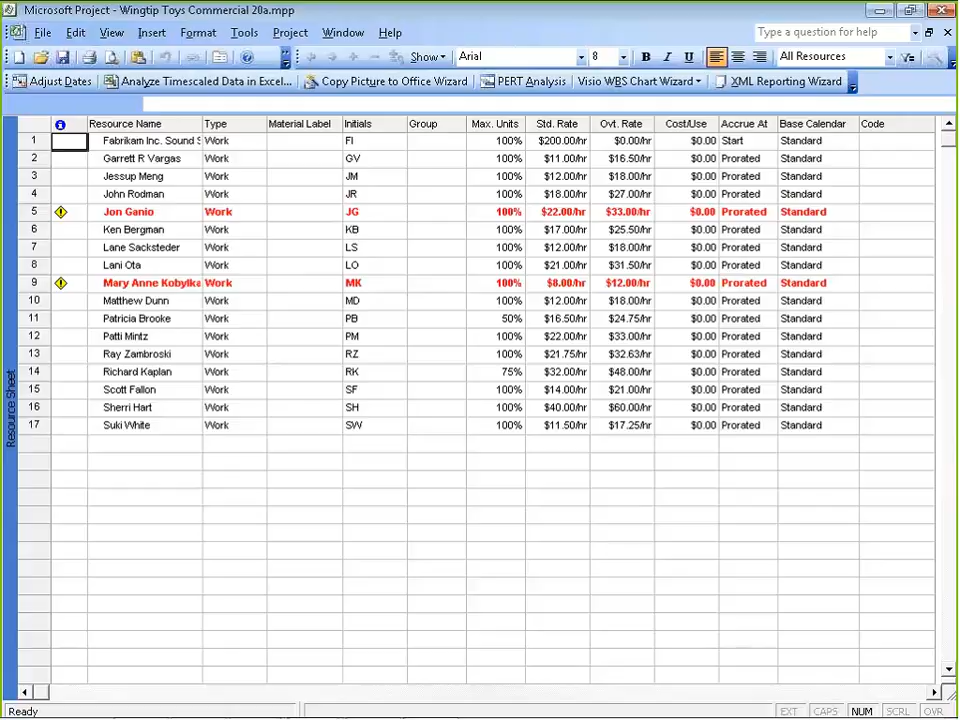 Microsoft Project - Wingtip Toys Commercial 20a.mpp
File Edit View Insert Format Tools Project Window Help Type a question for help
Show Arial 8 B I U All Resources
Adjust Dates Analyze Timescaled Data in Excel... Copy Picture to Office Wizard PERT Analysis Visio WBS Chart Wizard XML Reporting Wizard
Resource Name Type Material Label Initials Group Max. Units Std. Rate Ovt. Rate Cost/Use Accrue At Base Calendar Code
1 Fabrikam Inc. Sound S Work FI 100% $200.00/hr $0.00/hr $0.00 Start Standard
2 Garrett R Vargas Work GV 100% $11.00/hr $16.50/hr $0.00 Prorated Standard
3 Jessup Meng Work JM 100% $12.00/hr $18.00/hr $0.00 Prorated Standard
4 John Rodman Work JR 100% $18.00/hr $27.00/hr $0.00 Prorated Standard
5 Jon Ganio Work JG 100% $22.00/hr $33.00/hr $0.00 Prorated Standard
6 Ken Bergman Work KB 100% $17.00/hr $25.50/hr $0.00 Prorated Standard
7 Lane Sacksteder Work LS 100% $12.00/hr $18.00/hr $0.00 Prorated Standard
8 Lani Ota Work LO 100% $21.00/hr $31.50/hr $0.00 Prorated Standard
9 Mary Anne Kobylka Work MK 100% $8.00/hr $12.00/hr $0.00 Prorated Standard
10 Matthew Dunn Work MD 100% $12.00/hr $18.00/hr $0.00 Prorated Standard
11 Patricia Brooke Work PB 50% $16.50/hr $24.75/hr $0.00 Prorated Standard
12 Patti Mintz Work PM 100% $22.00/hr $33.00/hr $0.00 Prorated Standard
13 Ray Zambroski Work RZ 100% $21.75/hr $32.63/hr $0.00 Prorated Standard
14 Richard Kaplan Work RK 75% $32.00/hr $48.00/hr $0.00 Prorated Standard
15 Scott Fallon Work SF 100% $14.00/hr $21.00/hr $0.00 Prorated Standard
16 Sherri Hart Work SH 100% $40.00/hr $60.00/hr $0.00 Prorated Standard
17 Suki White Work SW 100% $11.50/hr $17.25/hr $0.00 Prorated Standard
Resource Sheet
Ready EXT CAPS NUM SCRL OVR